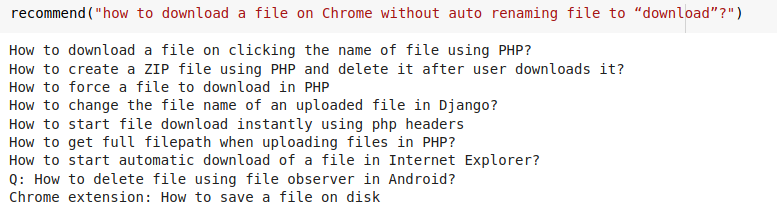 recommend("how to download a file on Chrome without auto renaming file to “download”?")
How to download a file on clicking the name of file using PHP?
How to create a ZIP file using PHP and delete it after user downloads it?
How to force a file to download in PHP
How to change the file name of an uploaded file in Django?
How to start file download instantly using php headers
How to get full filepath when uploading files in PHP?
How to start automatic download of a file in Internet Explorer?
Q: How to delete file using file observer in Android?
Chrome extension: How to save a file on disk